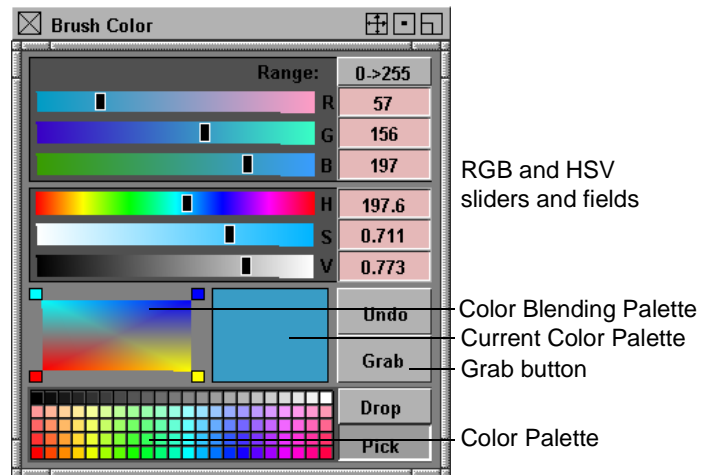 Brush Color
Range: 0->255
R 57
G 156
B 197
RGB and HSV
sliders and fields
H 197.6
S 0.711
V 0.773
Undo
Color Blending Palette
Current Color Palette
Grab
Grab button
Drop
Color Palette
Pick